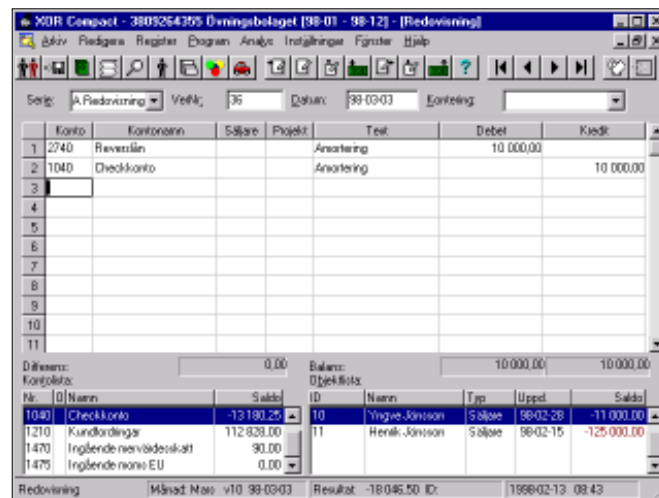 XOR Compact - 3809264355 Övningsbolaget [98-01 - 98-12] - [Redovisning]
Arkiv Redigera Register Program Analys Inställningar Fönster Hjälp
Serie: A Redovisning VerNr: 36 Datum: 98-03-03 Kontering:
Konto Kontonamn Säljare Projekt Text Debet Kredit
1 2740 Reverslån Amortering 10 000,00
2 1040 Checkkonto Amortering 10 000,00
3
4
5
6
7
8
9
10
11
Differens: 0,00 Balans: 10 000,00 10 000,00
Kontolista: Objektlista:
Nr. O Namn Saldo ID Namn Typ Uppd. Saldo
1040 Checkkonto -13 180,25 10 Yngve Jönsson Säljare 98-02-28 -11 000,00
1210 Kundfordringar 112 828,00 11 Henrik Jönsson Säljare 98-02-15 -125 000,00
1470 Ingående mervärdesskatt 90,00
1475 Ingående moms EU 0,00
Redovisning Månad: Mars v10 98-03-03 Resultat -18 046,50 ID: 1998-02-13 08:43